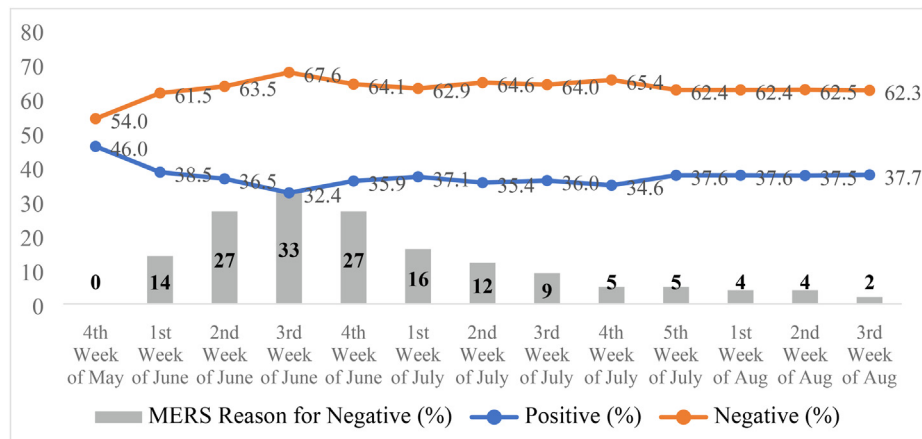 80
70
60
50
40
30
20
10
0
54.0 61.5 63.5 67.6 64.1 62.9 64.6 64.0 65.4 62.4 62.4 62.5 62.3
46.0 38.5 36.5 32.4 35.9 37.1 35.4 36.0 34.6 37.6 37.6 37.5 37.7
0 14 27 33 27 16 12 9 5 5 4 4 2
4th 1st 2nd 3rd 4th 1st 2nd 3rd 4th 5th 1st 2nd 3rd
Week Week Week Week Week Week Week Week Week Week Week Week Week
of May of June of June of June of June of July of July of July of July of July of Aug of Aug of Aug
MERS Reason for Negative (%) Positive (%) Negative (%)